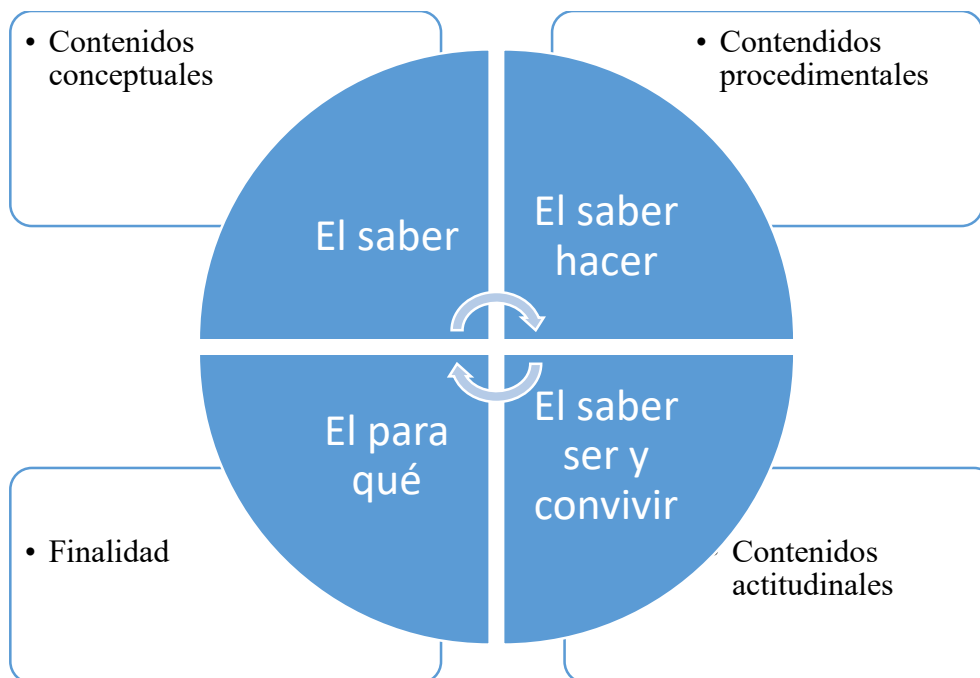 • Contenidos
conceptuales
• Contendidos
procedimentales
El saber
El saber
hacer
El para
qué
El saber
ser y
convivir
• Finalidad
• Contenidos
actitudinales